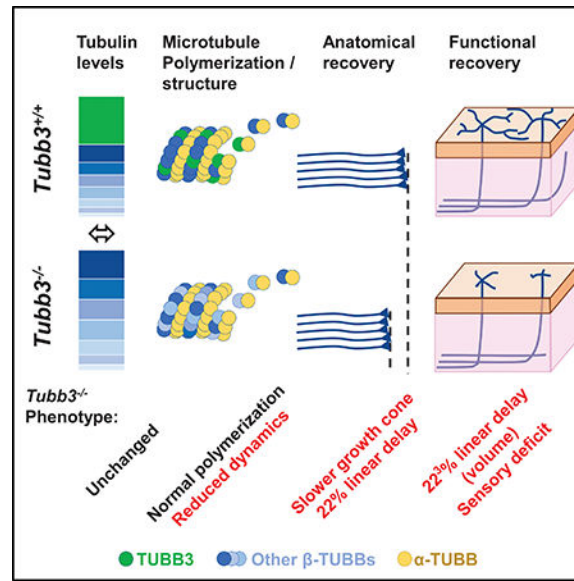 Tubulin levels
Microtubule Polymerization / structure
Anatomical recovery
Functional recovery
Tubb3+/+
Tubb3-/-
Tubb3-/-
Phenotype:
Unchanged
Normal polymerization
Reduced dynamics
Slower growth cone
22% linear delay
22³% linear delay
(volume)
Sensory deficit
TUBB3
Other β-TUBBs
α-TUBB